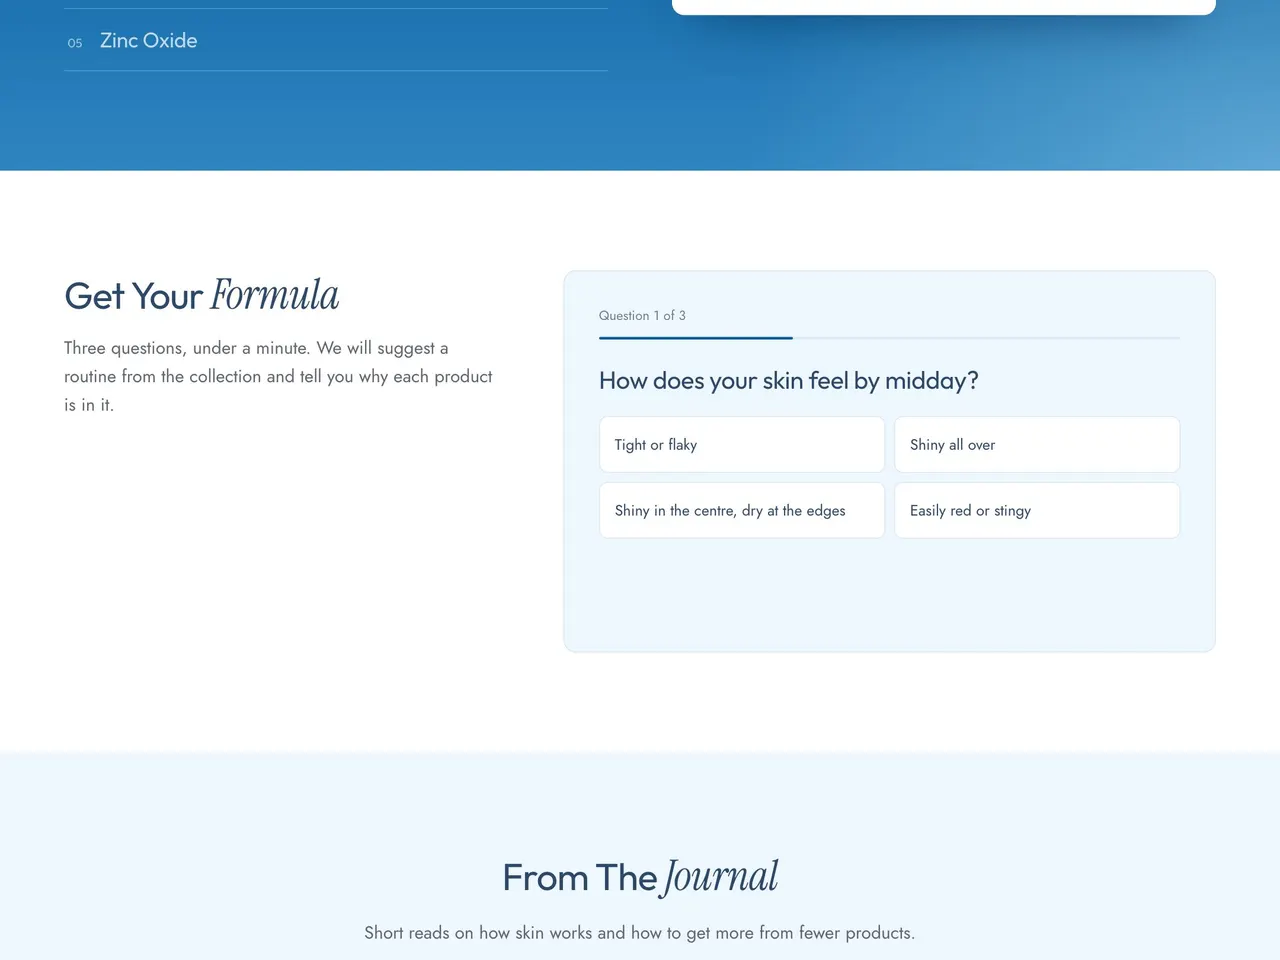 05 Zinc Oxide
Get Your Formula
Three questions, under a minute. We will suggest a
routine from the collection and tell you why each product
is in it.
Question 1 of 3
How does your skin feel by midday?
Tight or flaky
Shiny all over
Shiny in the centre, dry at the edges
Easily red or stingy
From The Journal
Short reads on how skin works and how to get more from fewer products.